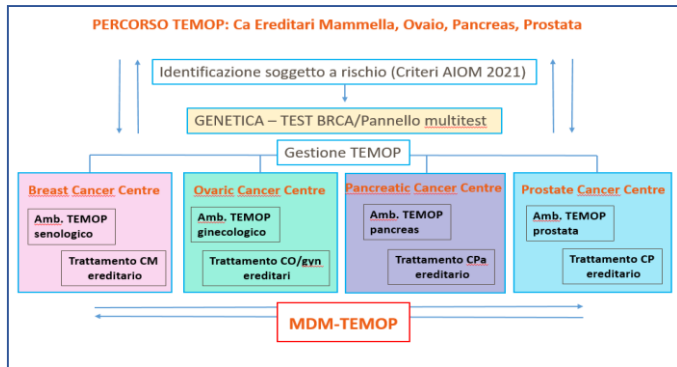 PERCORSO TEMOP: Ca Ereditari Mammella, Ovaio, Pancreas, Prostata
Identificazione soggetto a rischio (Criteri AIOM 2021)
GENETICA – TEST BRCA/Pannello multitest
Gestione TEMOP
Breast Cancer Centre
Amb. TEMOP
senologico
Trattamento CM
ereditario
Ovaric Cancer Centre
Amb. TEMOP
ginecologico
Trattamento CO/gyn
ereditari
Pancreatic Cancer Centre
Amb. TEMOP
pancreas
Trattamento CPa
ereditario
Prostate Cancer Centre
Amb. TEMOP
prostata
Trattamento CP
ereditario
MDM-TEMOP